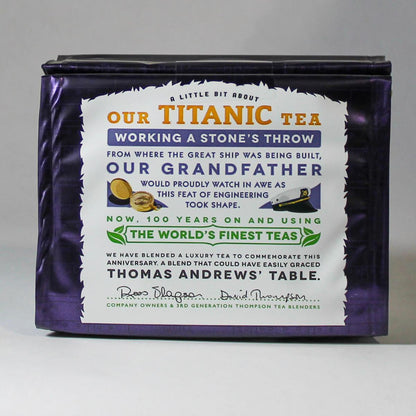 A LITTLE BIT ABOUT
OUR TITANIC TEA
WORKING A STONE'S THROW
FROM WHERE THE GREAT SHIP WAS BEING BUILT,
OUR GRANDFATHER
WOULD PROUDLY WATCH IN AWE AS
THIS FEAT OF ENGINEERING
TOOK SHAPE.
NOW, 100 YEARS ON AND USING
THE WORLD'S FINEST TEAS
WE HAVE BLENDED A LUXURY TEA TO COMMEMORATE THIS
ANNIVERSARY. A BLEND THAT COULD HAVE EASILY GRACED
THOMAS ANDREWS' TABLE.
David Thompson
COMPANY OWNERS & 3RD GENERATION THOMPSON TEA BLENDERS